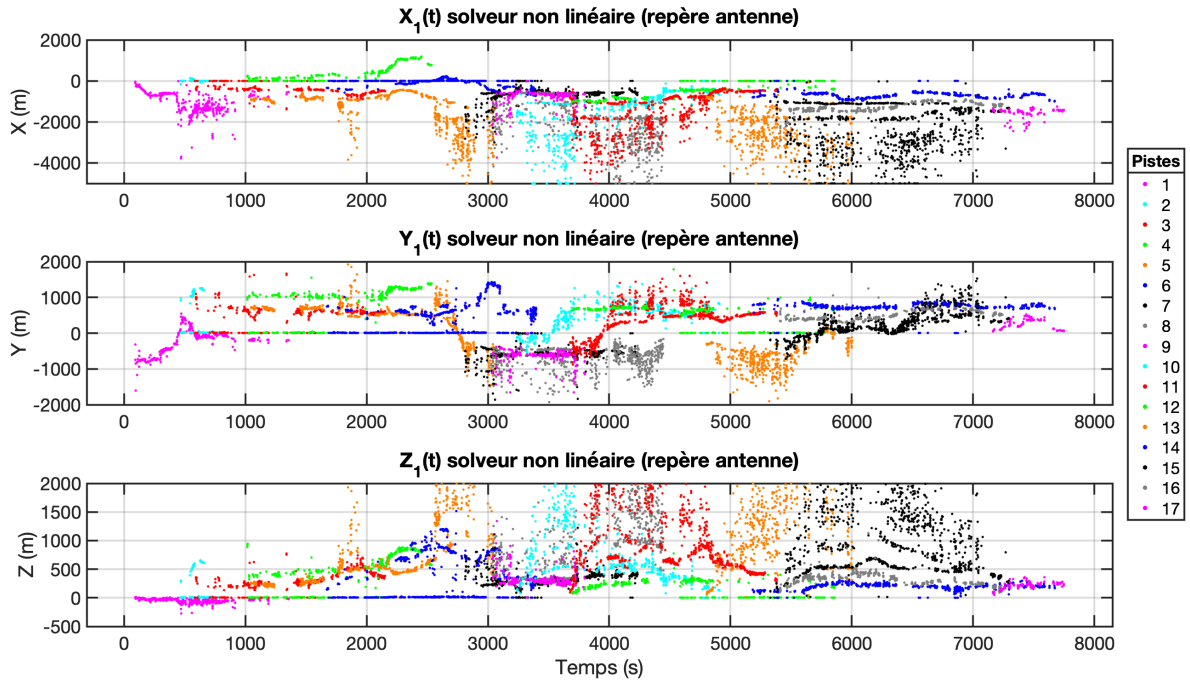 X1(t) solveur non linéaire (repère antenne)
2000
0
-2000
-4000
X (m)
0 1000 2000 3000 4000 5000 6000 7000 8000
Y1(t) solveur non linéaire (repère antenne)
2000
1000
0
-1000
-2000
Y (m)
0 1000 2000 3000 4000 5000 6000 7000 8000
Z1(t) solveur non linéaire (repère antenne)
2000
1500
1000
500
0
-500
Z (m)
0 1000 2000 3000 4000 5000 6000 7000 8000
Temps (s)
Pistes
1
2
3
4
5
6
7
8
9
10
11
12
13
14
15
16
17